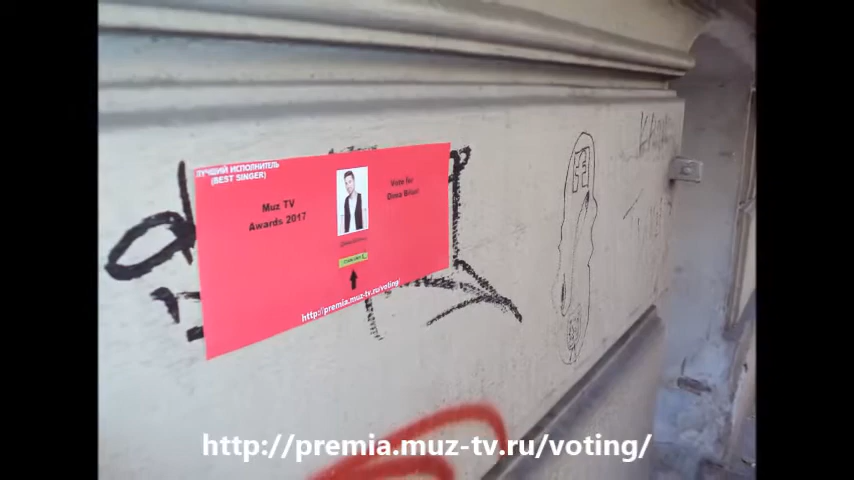 ЛУЧШИЙ ИСПОЛНИТЕЛЬ
(BEST SINGER)
Muz TV
Awards 2017
Vote for
Dima Bilan!
http://premia.muz-tv.ru/voting/
http://premia.muz-tv.ru/voting/